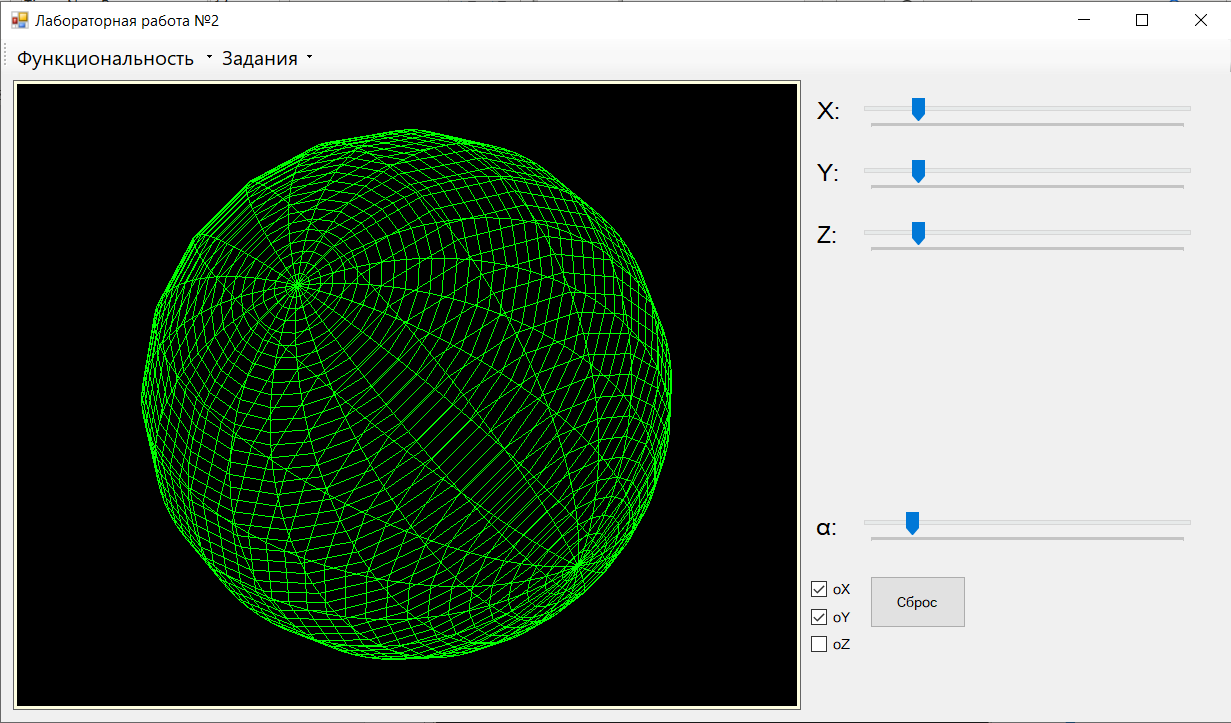 Лабораторная работа №2
Функциональность Задания
X:
Y:
Z:
α:
oX
oY
oZ
Сброс